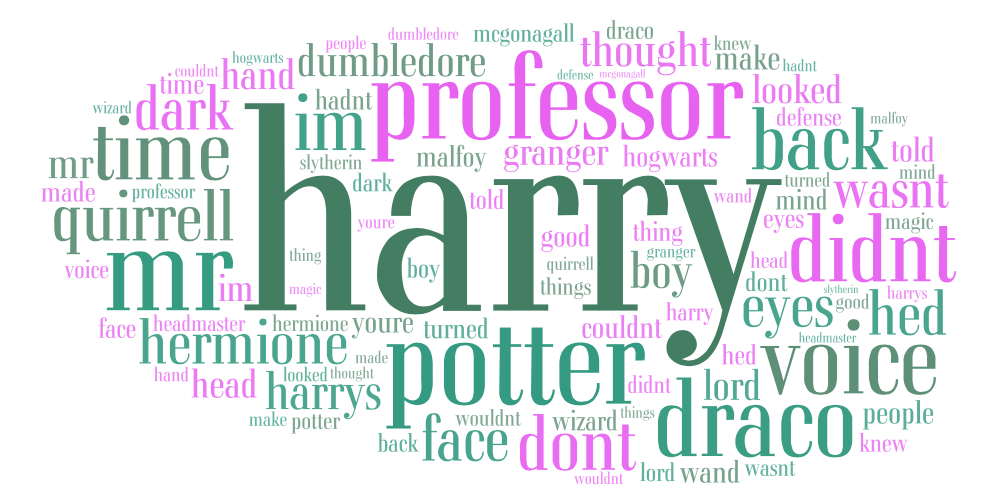 dumbledore
mcgonagall
draco
people
thought
knew
hogwarts
dumbledore
make
hadnt
couldnt
time
hand
defense
mcgonagall
looked
wizard
dark
hadnt
professor
im
defense
back
malfoy
time
mr
slytherin
malfoy
granger
hogwarts
told
mind
made
professor
dark
told
wand
turned
mind
wasnt
quirrell
youre
good
thing
eyes
magic
didnt
harry
voice
mr
im
thing
boy
magic
quirrell
things
granger
boy
head
dont
slytherin
good
harrys
eyes
hed
face
headmaster
hermione
youre
turned
couldnt
harry
headmaster
hermione
made
potter
hed
voice
hand
head
looked
thought
harrys
didnt
lord
draco
people
make
potter
wouldnt
wizard
things
back
face
dont
knew
wouldnt
lord
wand
wasnt